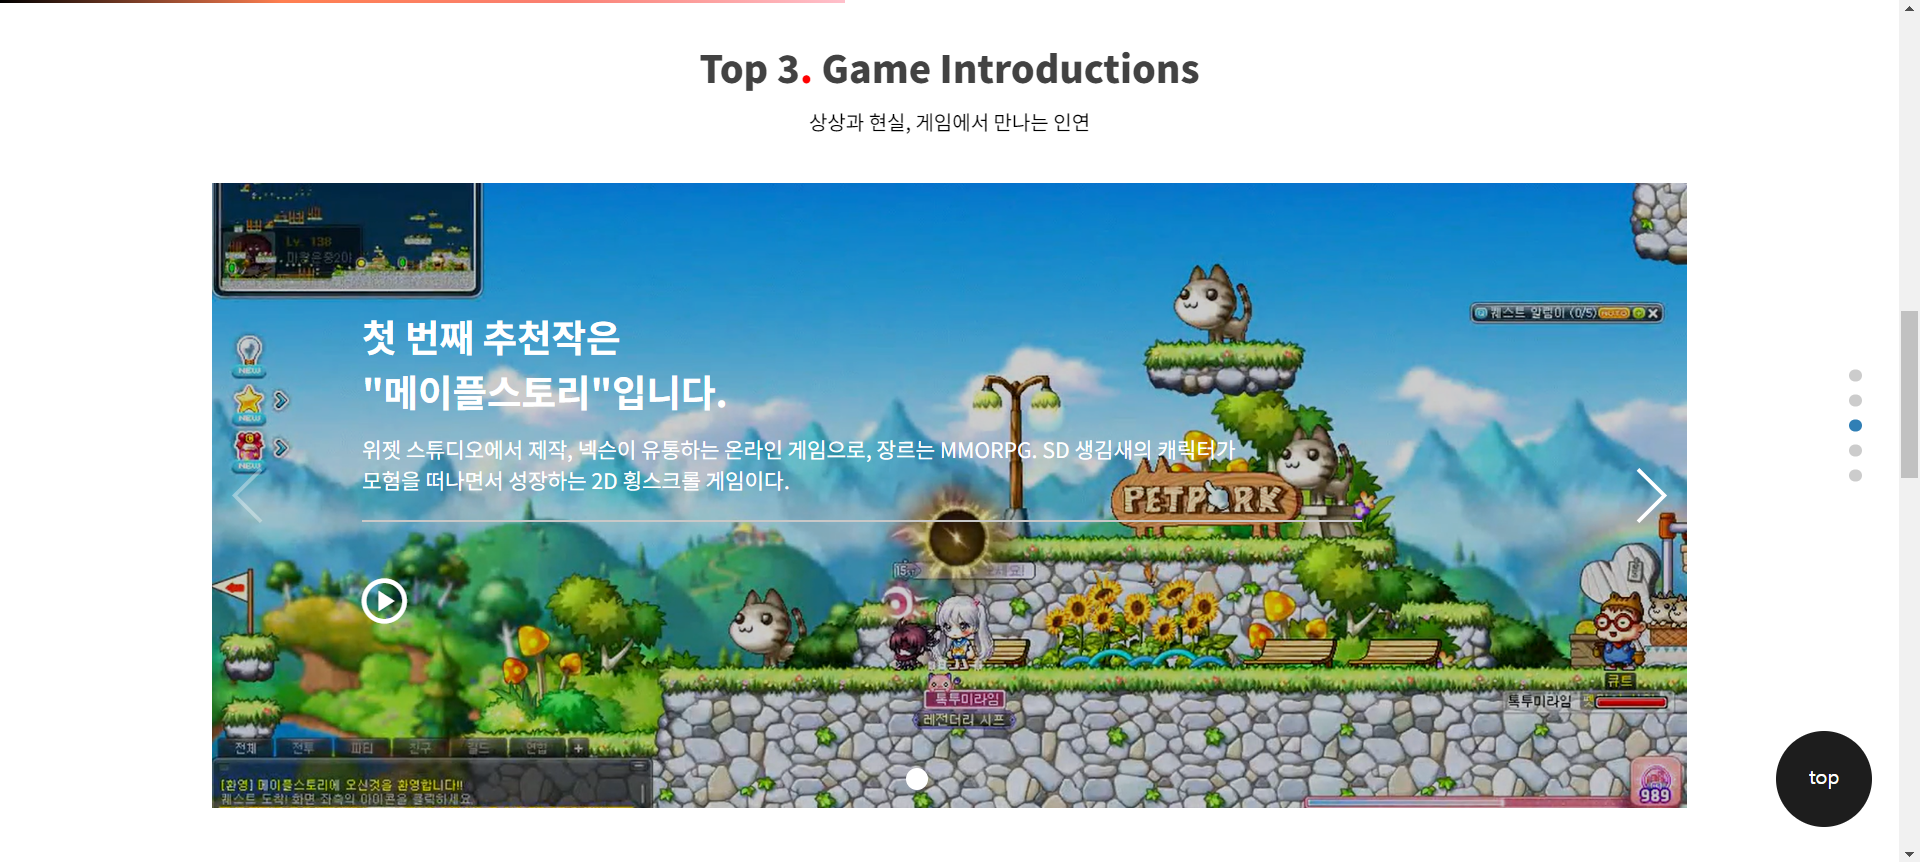 Top 3. Game Introductions
상상과 현실, 게임에서 만나는 인연
Lv. 138
첫 번째 추천작은
"메이플스토리"입니다.
위젯 스튜디오에서 제작, 넥슨이 유통하는 온라인 게임으로, 장르는 MMORPG. SD 생김새의 캐릭터가
모험을 떠나면서 성장하는 2D 횡스크롤 게임이다.
퀘스트 알림이 (0/5) AUTO
NEW
NEW
NEW
PETPARK
톡투미라임
레전더리 시프
큐트
톡투미라임
전체 전투 파티 친구 길드 연합 +
[환영] 메이플스토리에 오신것을 환영합니다!!
퀘스트 도착! 화면 좌측의 아이콘을 클릭하세요
989
top